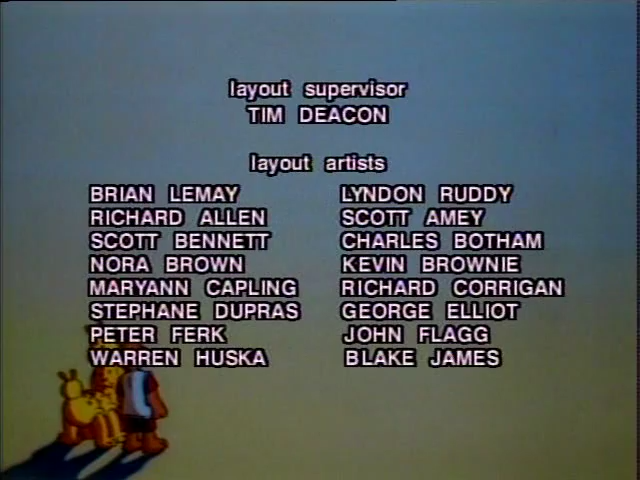 layout supervisor
TIM DEACON
layout artists
BRIAN LEMAY LYNDON RUDDY
RICHARD ALLEN SCOTT AMEY
SCOTT BENNETT CHARLES BOTHAM
NORA BROWN KEVIN BROWNIE
MARYANN CAPLING RICHARD CORRIGAN
STEPHANE DUPRAS GEORGE ELLIOT
PETER FERK JOHN FLAGG
WARREN HUSKA BLAKE JAMES